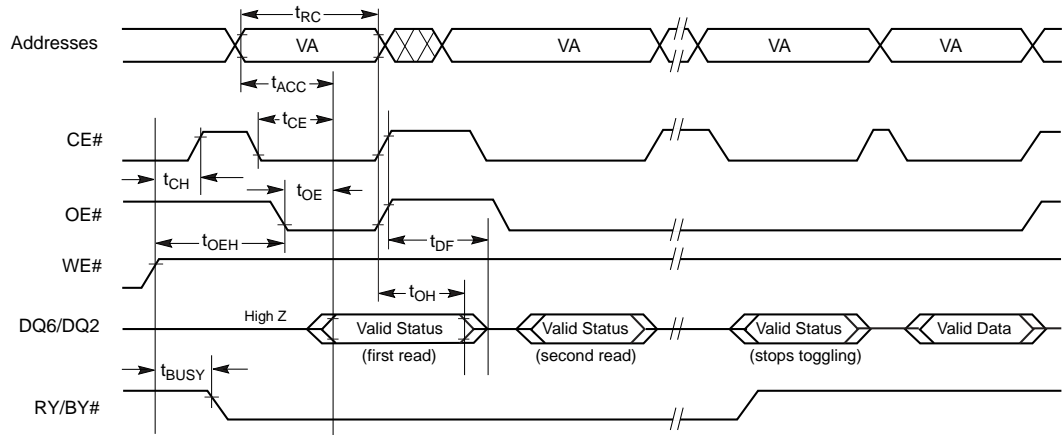 tRC
Addresses VA VA VA VA
tACC
tCE
CE#
tCH tOE
OE#
tOEH tDF
WE#
tOH
DQ6/DQ2 High Z Valid Status Valid Status Valid Status Valid Data
(first read) (second read) (stops toggling)
tBUSY
RY/BY#